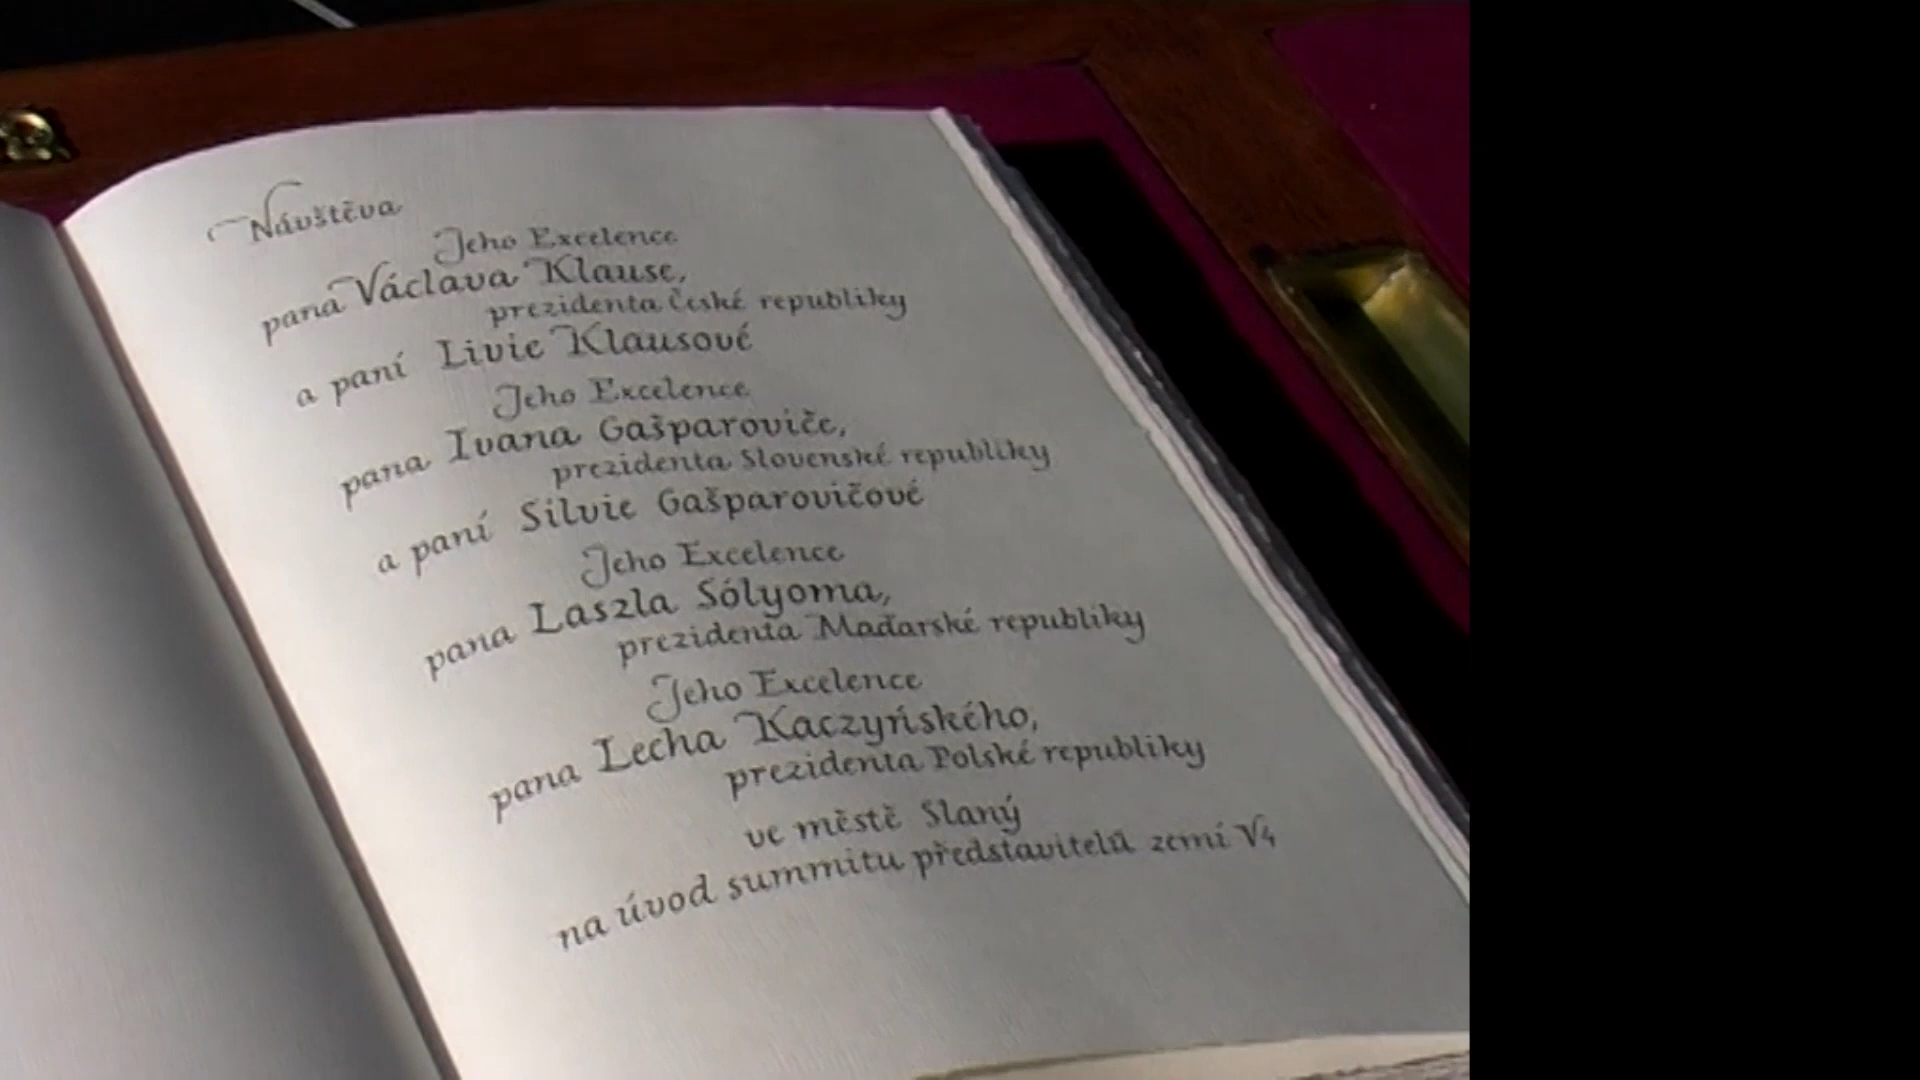 Návštěva
Jeho Excelence
pana Václava Klause,
prezidenta České republiky
a paní Livie Klausové
Jeho Excelence
pana Ivana Gašparoviče,
prezidenta Slovenské republiky
a paní Silvie Gašparovičové
Jeho Excelence
pana Laszla Sólyoma,
prezidenta Maďarské republiky
Jeho Excelence
pana Lecha Kaczyńského,
prezidenta Polské republiky
ve městě Slaný
na úvod summitu představitelů zemí V4